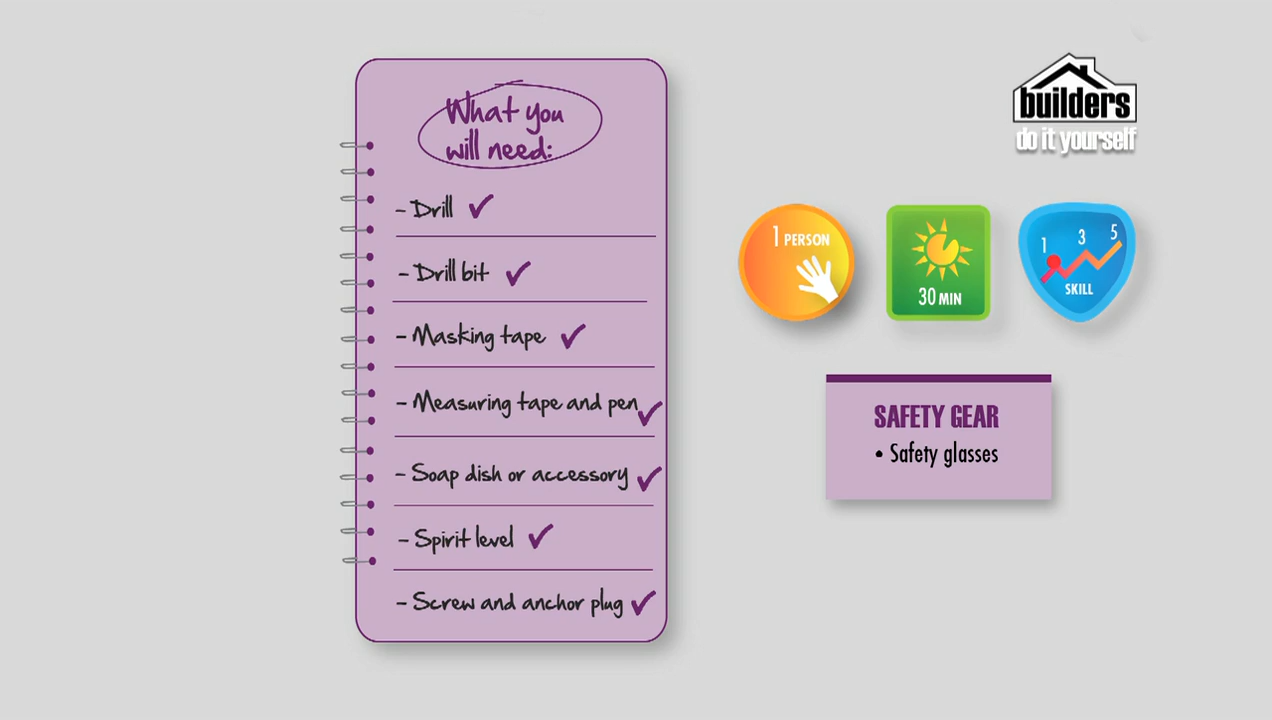 What you
will need:
- Drill
- Drill bit
- Masking tape
- Measuring tape and pen
- Soap dish or accessory
- Spirit level
- Screw and anchor plug
builders
do it yourself
1 PERSON
30 MIN
1 3 5
SKILL
SAFETY GEAR
• Safety glasses